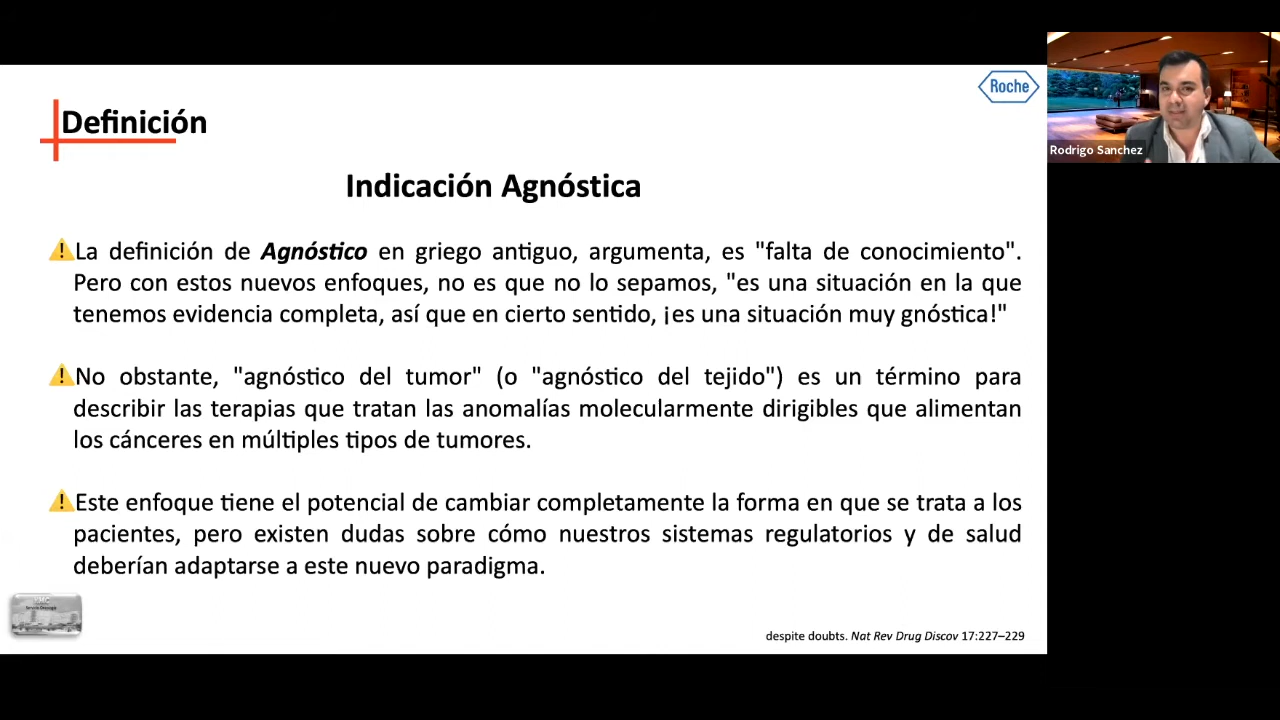 Roche
Definición
Rodrigo Sanchez
Indicación Agnóstica
La definición de Agnóstico en griego antiguo, argumenta, es "falta de conocimiento".
Pero con estos nuevos enfoques, no es que no lo sepamos, "es una situación en la que
tenemos evidencia completa, así que en cierto sentido, ¡es una situación muy gnóstica!"
No obstante, "agnóstico del tumor" (o "agnóstico del tejido") es un término para
describir las terapias que tratan las anomalías molecularmente dirigibles que alimentan
los cánceres en múltiples tipos de tumores.
Este enfoque tiene el potencial de cambiar completamente la forma en que se trata a los
pacientes, pero existen dudas sobre cómo nuestros sistemas regulatorios y de salud
deberían adaptarse a este nuevo paradigma.
despite doubts. Nat Rev Drug Discov 17:227–229